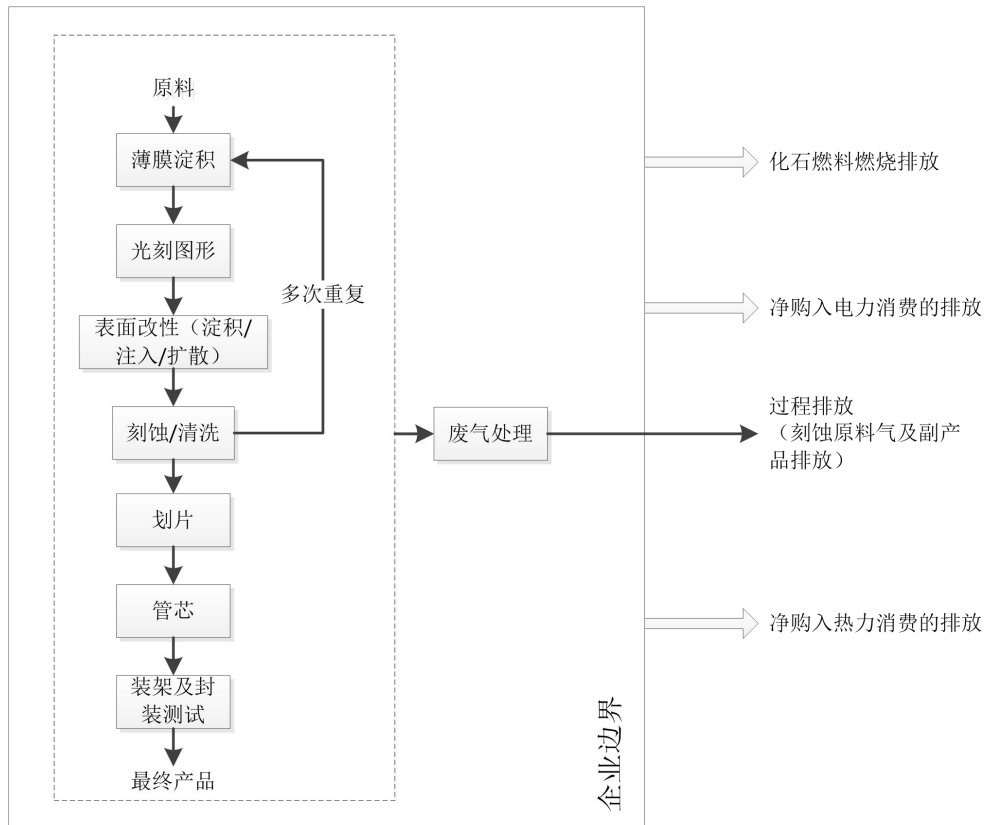 原料
薄膜淀积
光刻图形
多次重复
表面改性（淀积/
注入/扩散）
刻蚀/清洗
划片
管芯
装架及封
装测试
最终产品
废气处理
企业边界
化石燃料燃烧排放
净购入电力消费的排放
过程排放
（刻蚀原料气及副产
品排放）
净购入热力消费的排放